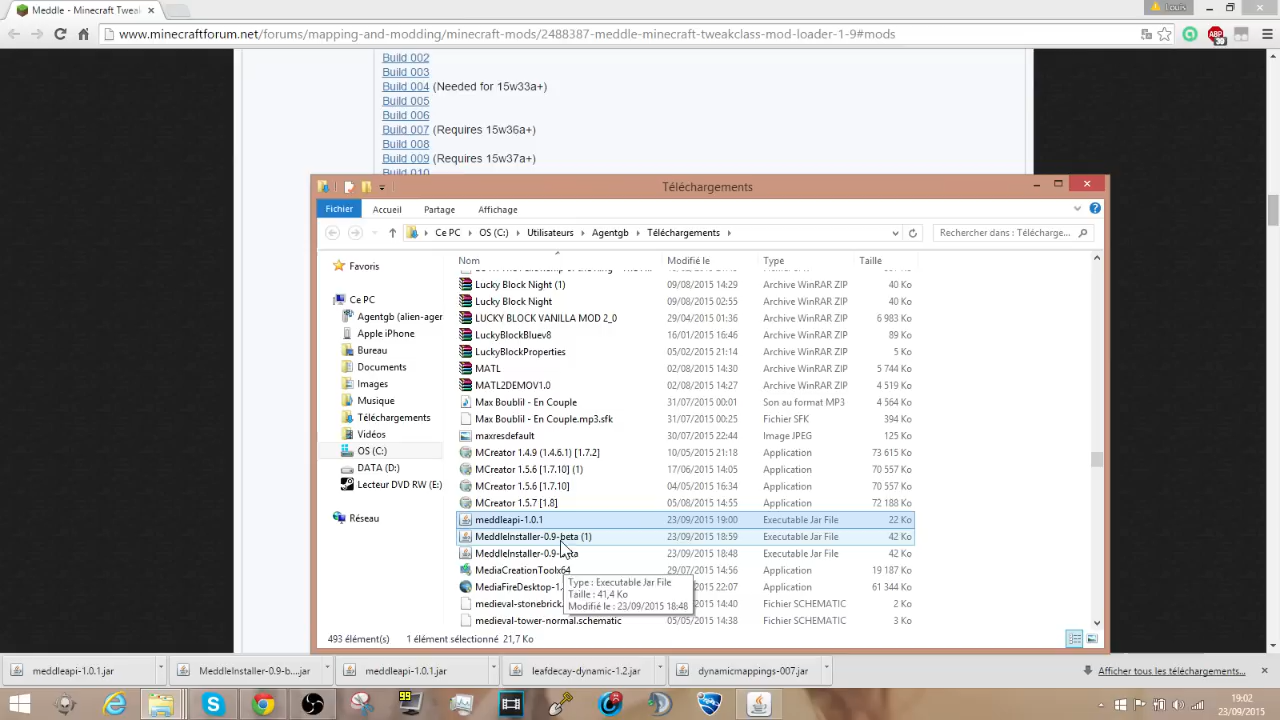 Meddle - Minecraft Tweak
Louis
www.minecraftforum.net/forums/mapping-and-modding/minecraft-mods/2488387-meddle-minecraft-tweakclass-mod-loader-1-9#mods
Build 002
Build 003
Build 004 (Needed for 15w33a+)
Build 005
Build 006
Build 007 (Requires 15w36a+)
Build 008
Build 009 (Requires 15w37a+)
Build 010
Téléchargements
Fichier Accueil Partage Affichage
Ce PC OS (C:) Utilisateurs Agentgb Téléchargements
Rechercher dans : Télécharge...
Nom Modifié le Type Taille
Favoris
Ce PC
Agentgb (alien-ager
Apple iPhone
Bureau
Documents
Images
Musique
Téléchargements
Vidéos
OS (C:)
DATA (D:)
Lecteur DVD RW (E:)
Réseau
Lucky Block Night (1) 09/08/2015 14:29 Archive WinRAR ZIP 40 Ko
Lucky Block Night 09/08/2015 02:55 Archive WinRAR ZIP 40 Ko
LUCKY BLOCK VANILLA MOD 2_0 29/04/2015 01:36 Archive WinRAR ZIP 6 983 Ko
LuckyBlockBluev8 16/01/2015 16:46 Archive WinRAR ZIP 89 Ko
LuckyBlockProperties 05/02/2015 21:14 Archive WinRAR ZIP 5 Ko
MATL 02/08/2015 14:30 Archive WinRAR ZIP 5 744 Ko
MATL2DEMOV1.0 02/08/2015 14:27 Archive WinRAR ZIP 4 519 Ko
Max Boublil - En Couple 31/07/2015 00:01 Son au format MP3 4 564 Ko
Max Boublil - En Couple.mp3.sfk 31/07/2015 00:25 Fichier SFK 394 Ko
maxresdefault 30/07/2015 22:44 Image JPEG 125 Ko
MCreator 1.4.9 (1.4.6.1) [1.7.2] 10/05/2015 21:18 Application 73 615 Ko
MCreator 1.5.6 [1.7.10] (1) 17/06/2015 14:05 Application 70 557 Ko
MCreator 1.5.6 [1.7.10] 04/05/2015 16:34 Application 70 557 Ko
MCreator 1.5.7 [1.8] 05/08/2015 14:55 Application 72 188 Ko
meddleapi-1.0.1 23/09/2015 19:00 Executable Jar File 22 Ko
MeddleInstaller-0.9-beta (1) 23/09/2015 18:59 Executable Jar File 42 Ko
MeddleInstaller-0.9-beta 23/09/2015 18:48 Executable Jar File 42 Ko
MediaCreationToolx64 29/07/2015 14:56 Application 19 187 Ko
MediaFireDesktop-1. 22:07 Application 61 344 Ko
medieval-stonebrick 14:40 Fichier SCHEMATIC 2 Ko
medieval-tower-normal.schematic 05/05/2015 14:38 Fichier SCHEMATIC 3 Ko
Type : Executable Jar File
Taille : 41,4 Ko
Modifié le : 23/09/2015 18:48
493 élément(s) 1 élément sélectionné 21,7 Ko
meddleapi-1.0.1.jar MeddleInstaller-0.9-b....jar meddleapi-1.0.1.jar leafdecay-dynamic-1.2.jar dynamicmappings-007.jar Afficher tous les téléchargements...
19:02
23/09/2015